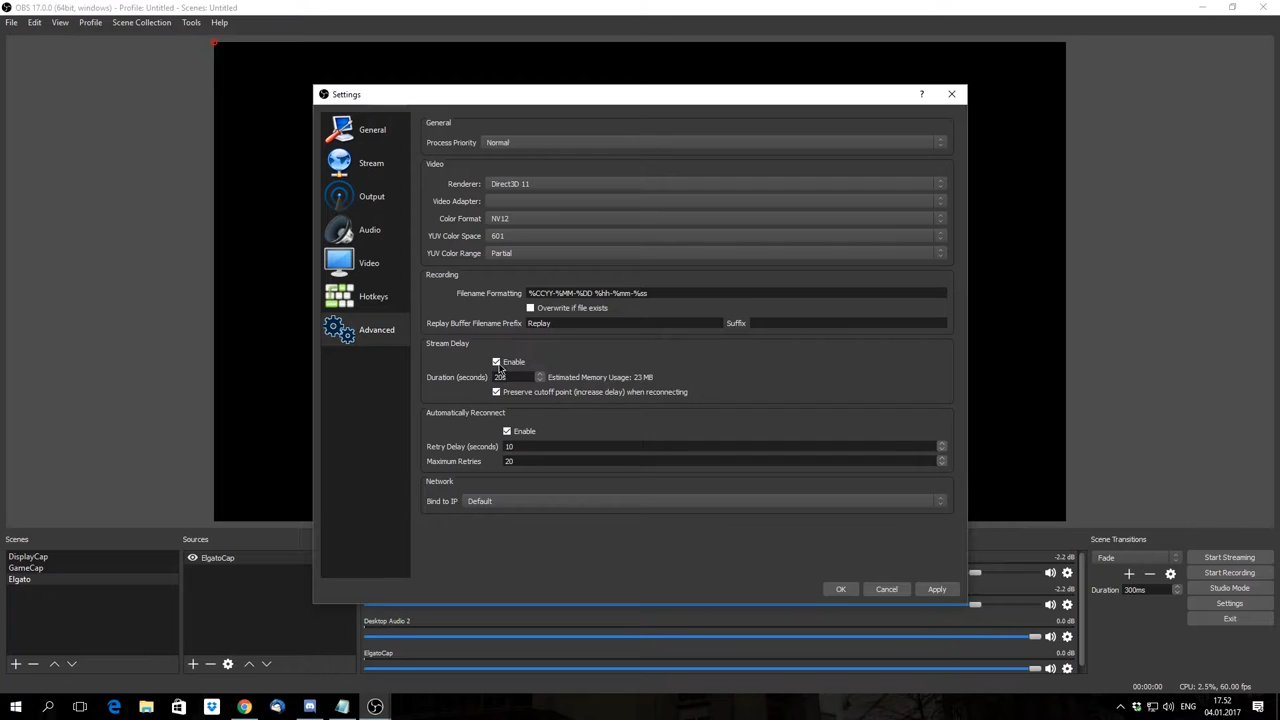 OBS 17.0.0 (64bit, windows) - Profile: Untitled - Scenes: Untitled
File Edit View Profile Scene Collection Tools Help
Settings
General
Stream
Output
Audio
Video
Hotkeys
Advanced
General
Process Priority Normal
Video
Renderer: Direct3D 11
Video Adapter:
Color Format NV12
YUV Color Space 601
YUV Color Range Partial
Recording
Filename Formatting %CCYY-%MM-%DD %hh-%mm-%ss
Overwrite if file exists
Replay Buffer Filename Prefix Replay Suffix
Stream Delay
Enable
Duration (seconds) Estimated Memory Usage: 23 MB
Preserve cutoff point (increase delay) when reconnecting
Automatically Reconnect
Enable
Retry Delay (seconds) 10
Maximum Retries 20
Network
Bind to IP Default
OK Cancel Apply
Scenes
DisplayCap
GameCap
Elgato
Sources
ElgatoCap
-2.2 dB
-2.2 dB
Desktop Audio 2 0.0 dB
ElgatoCap 0.0 dB
Scene Transitions
Fade
Duration 300ms
Start Streaming
Start Recording
Studio Mode
Settings
Exit
00:00:00 CPU: 2.5%, 60.00 fps
ENG
17.52
04.01.2017